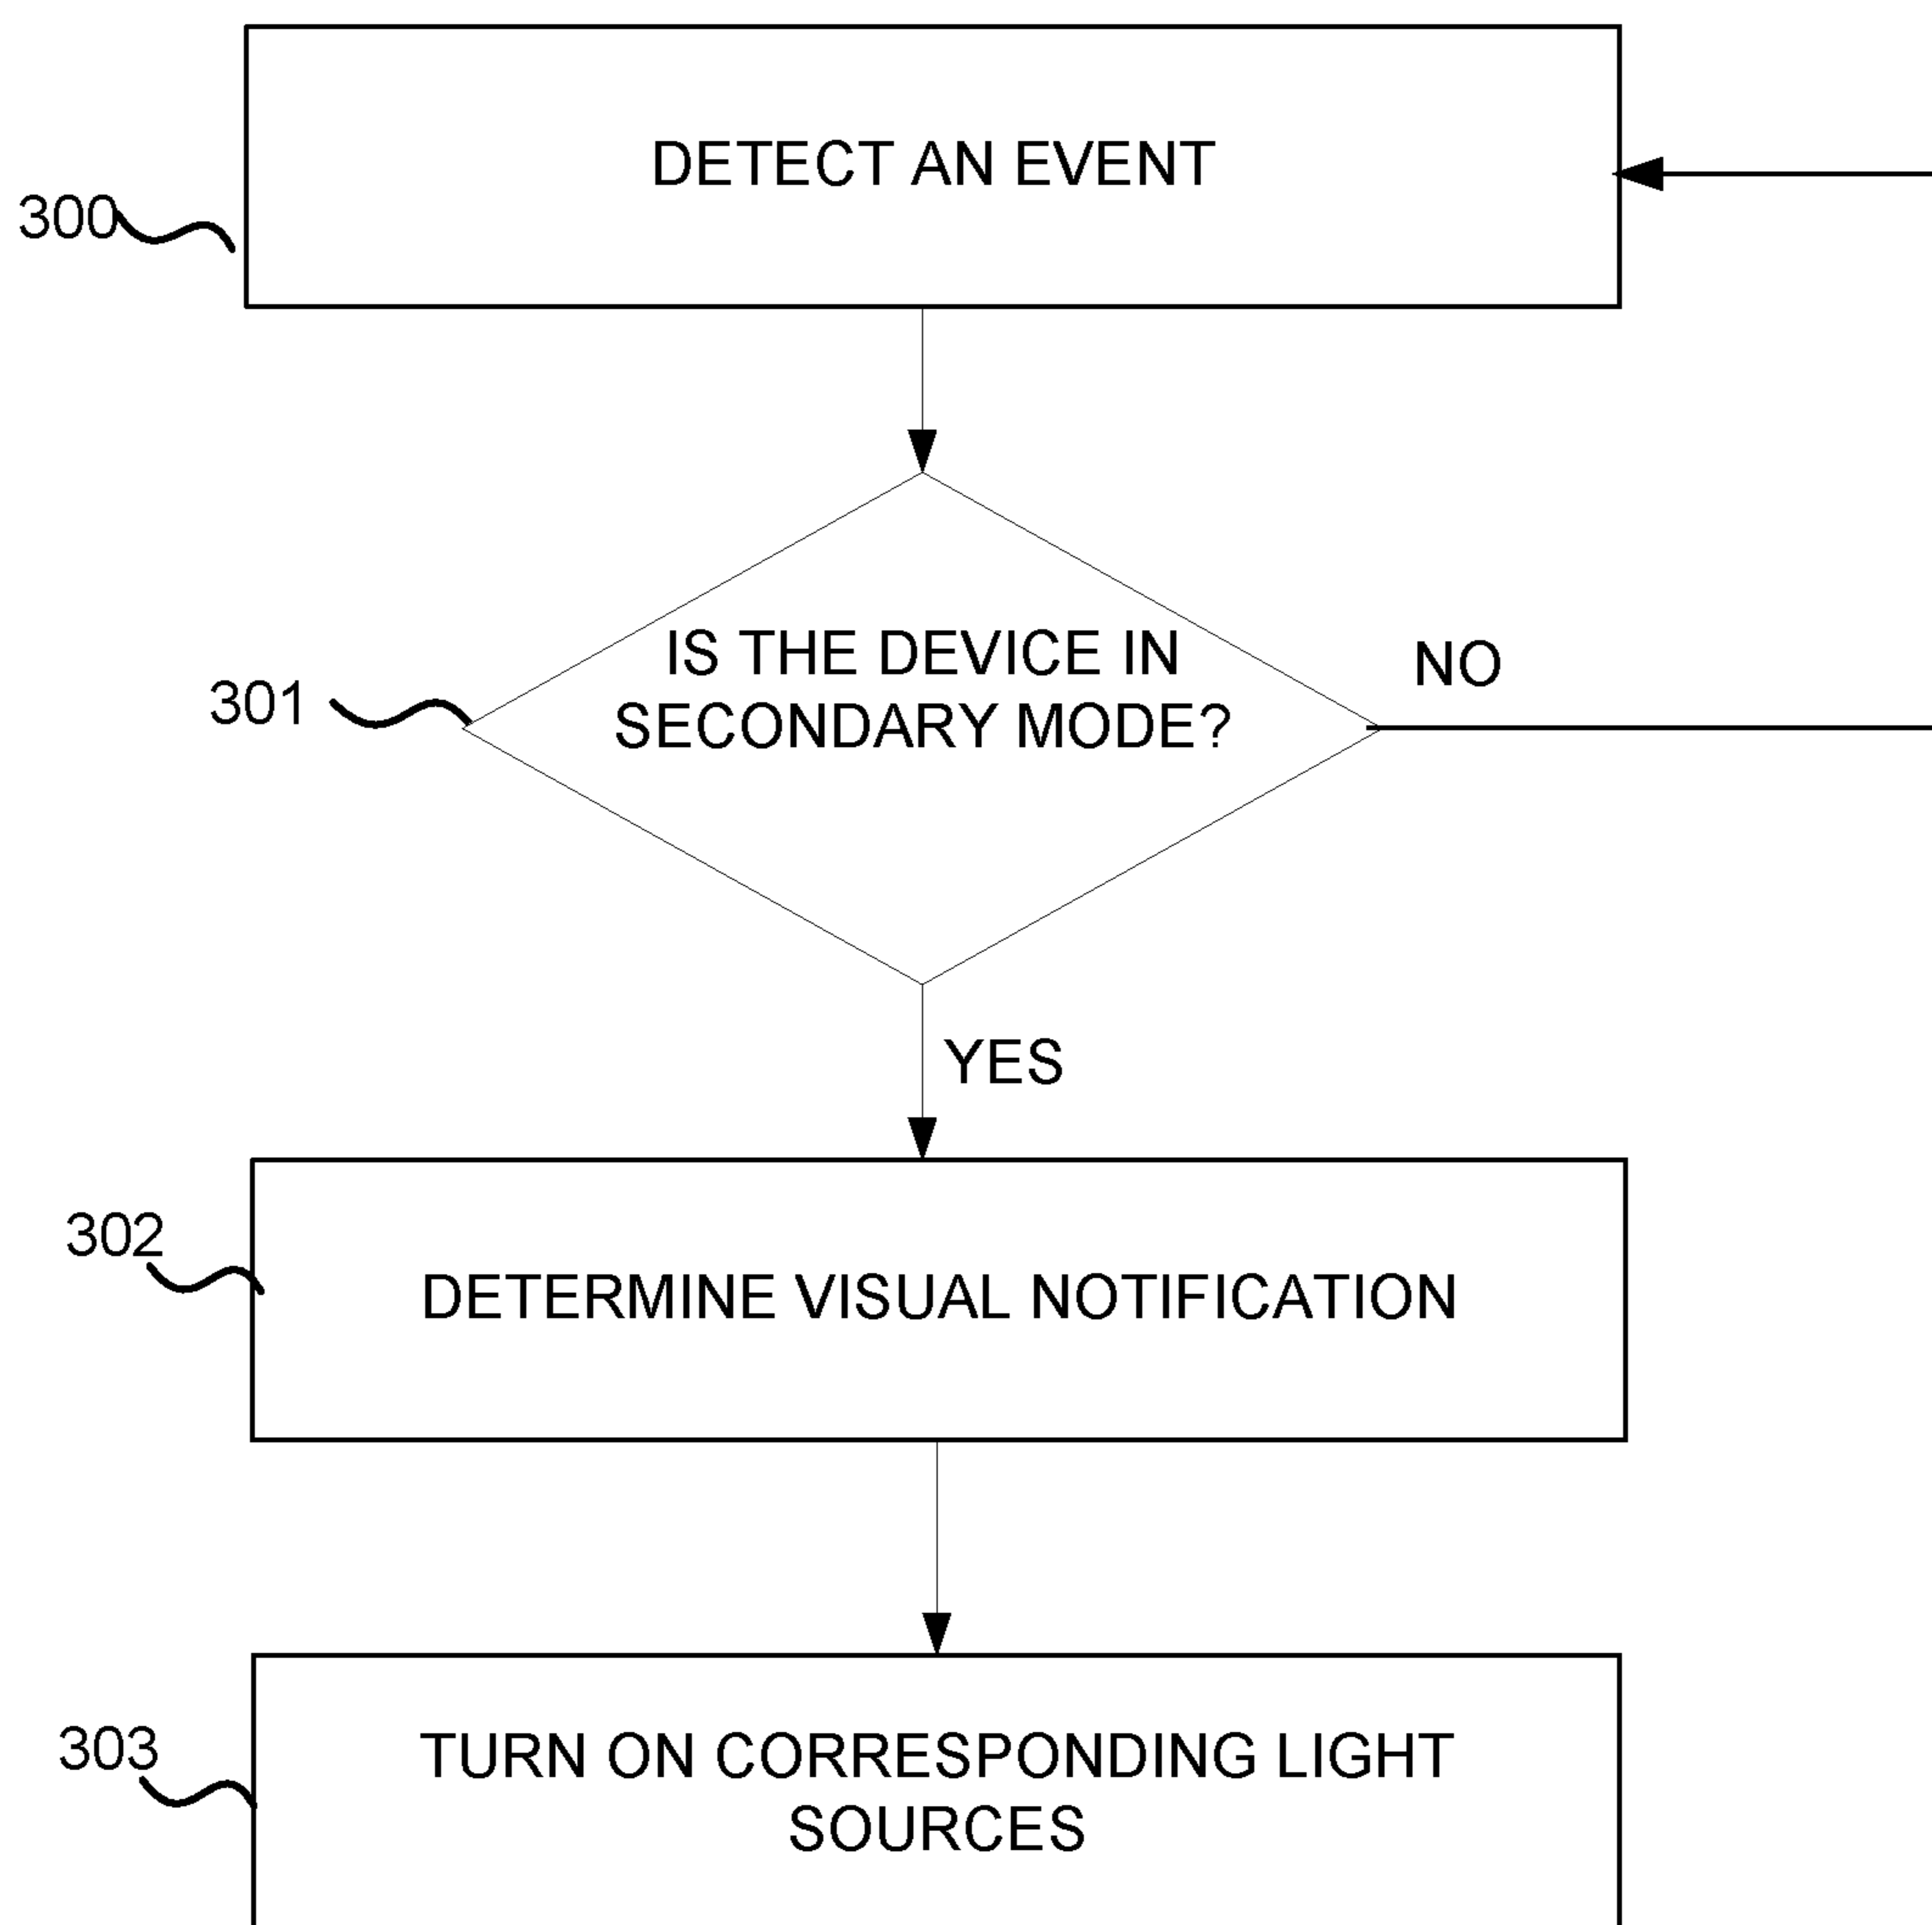 DETECT AN EVENT
300
IS THE DEVICE IN
SECONDARY MODE?
NO
301
YES
302
DETERMINE VISUAL NOTIFICATION
303
TURN ON CORRESPONDING LIGHT
SOURCES